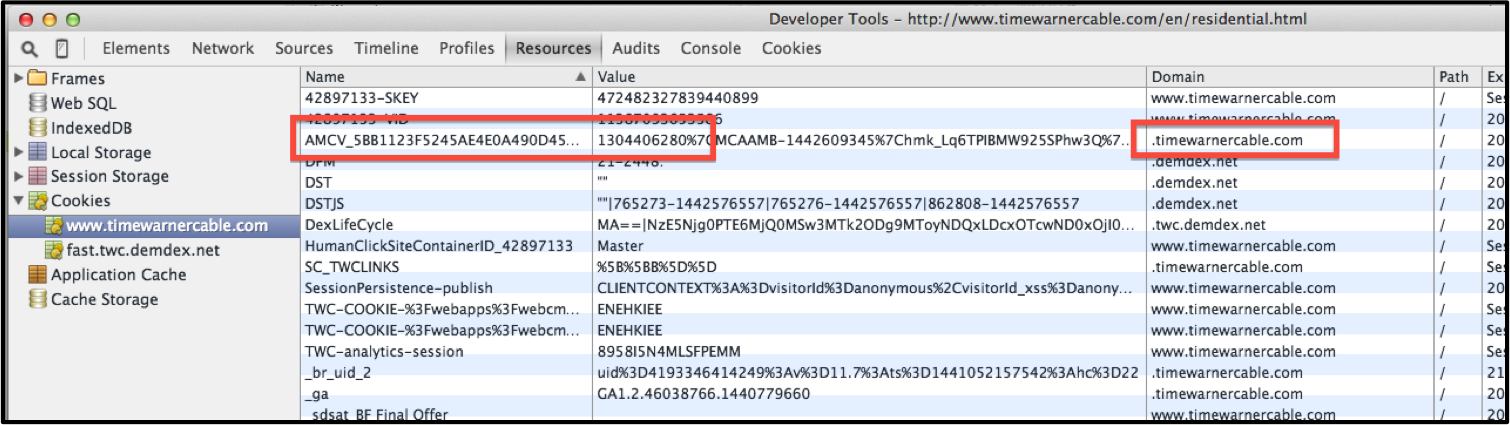 Developer Tools - http://www.timewarnercable.com/en/residential.html
Elements Network Sources Timeline Profiles Resources Audits Console Cookies
Frames
Web SQL
IndexedDB
Local Storage
Session Storage
Cookies
www.timewarnercable.com
fast.twc.demdex.net
Application Cache
Cache Storage
Name Value Domain Path Ex
42897133-SKEY 472482327839440899 www.timewarnercable.com / Ses
42897133-VID www.timewarnercable.com / 20
AMCV_5BB1123F5245AE4E0A490D45... 1304406280%7CMCAAMB-1442609345%7Chmk_Lq6TPIBMW925SPhw3Q%7... .timewarnercable.com / 20
DPM 21-2448. .demdex.net / 20
DST "" .demdex.net / 20
DSTJS ""|765273-1442576557|765276-1442576557|862808-1442576557 .demdex.net / 20
DexLifeCycle MA==|NzE5Njg0PTE6MjQ0MSw3MTk2ODg9MToyNDQxLDcxOTcwND0xOjI0... .twc.demdex.net / 20
HumanClickSiteContainerID_42897133 Master www.timewarnercable.com / Ses
SC_TWCLINKS %5B%5BB%5D%5D .timewarnercable.com / Ses
SessionPersistence-publish CLIENTCONTEXT%3A%3DvisitorId%3Danonymous%2CvisitorId_xss%3Danony... www.timewarnercable.com / 20
TWC-COOKIE-%3Fwebapps%3Fwebcm... ENEHKIEE www.timewarnercable.com / Ses
TWC-COOKIE-%3Fwebapps%3Fwebcm... ENEHKIEE www.timewarnercable.com / Ses
TWC-analytics-session 8958I5N4MLSFPEMM www.timewarnercable.com / Ses
_br_uid_2 uid%3D4193346414249%3Av%3D11.7%3Ats%3D1441052157542%3Ahc%3D22 .timewarnercable.com / 21
_ga GA1.2.46038766.1440779660 .timewarnercable.com / 20
_sdsat_BF Final Offer www.timewarnercable.com / 20